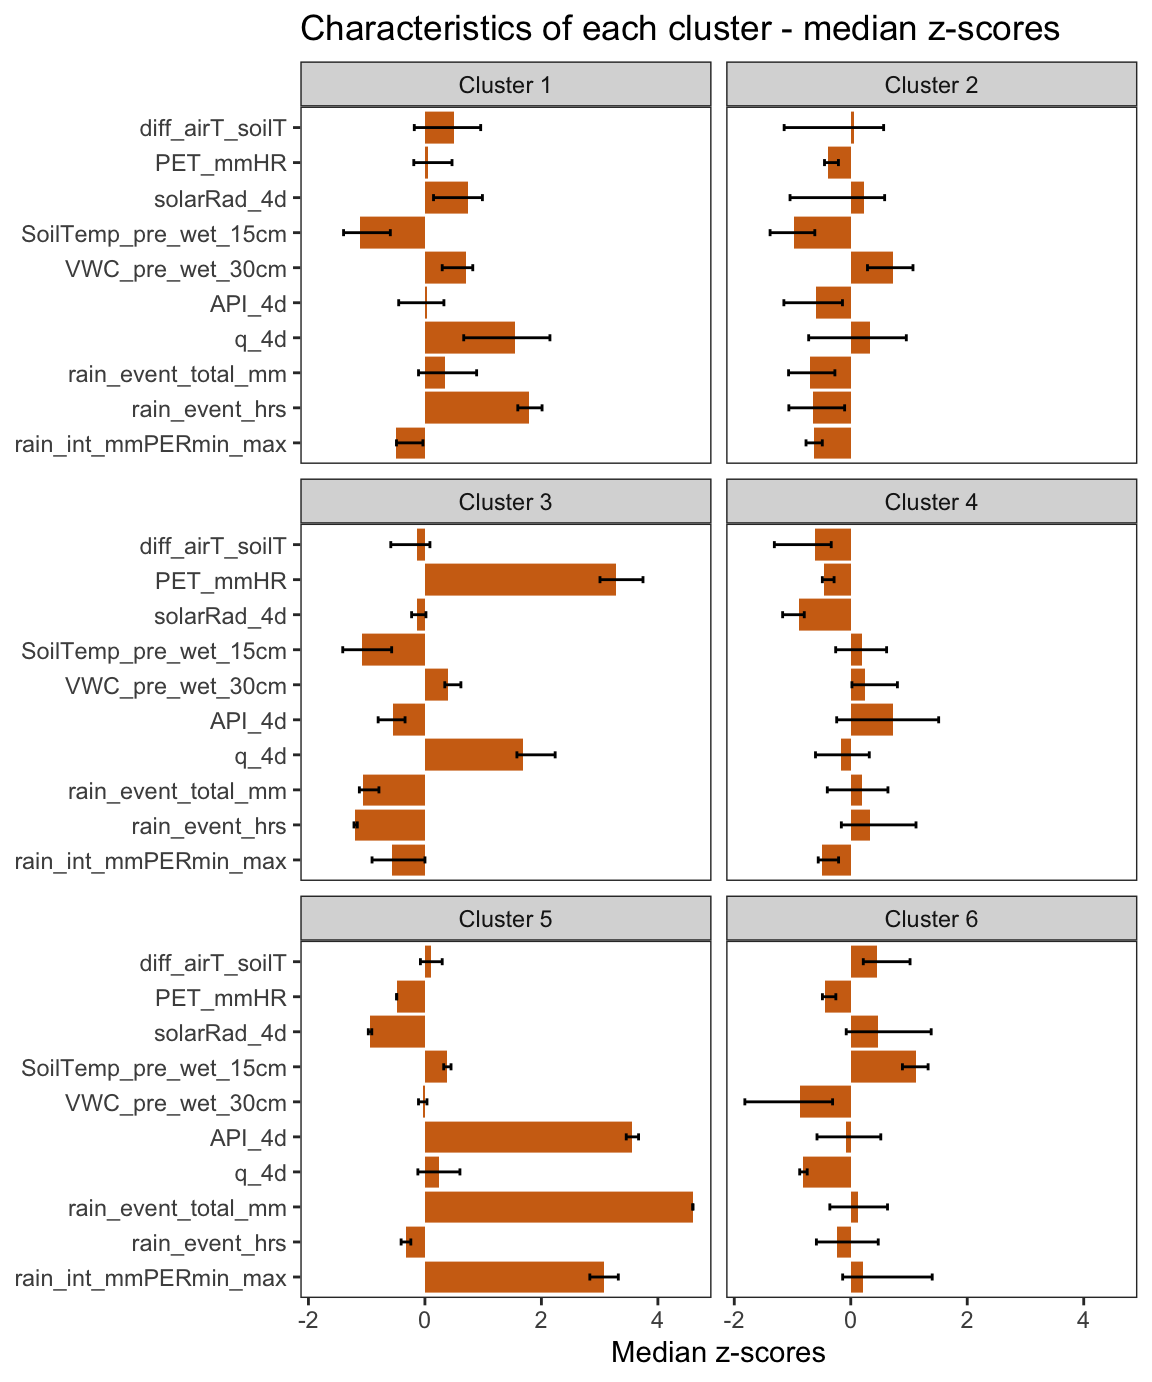 Characteristics of each cluster - median z-scores
Cluster 1
Cluster 2
diff_airT_soilT
PET_mmHR
solarRad_4d
SoilTemp_pre_wet_15cm
VWC_pre_wet_30cm
API_4d
q_4d
rain_event_total_mm
rain_event_hrs
rain_int_mmPERmin_max
Cluster 3
Cluster 4
diff_airT_soilT
PET_mmHR
solarRad_4d
SoilTemp_pre_wet_15cm
VWC_pre_wet_30cm
API_4d
q_4d
rain_event_total_mm
rain_event_hrs
rain_int_mmPERmin_max
Cluster 5
Cluster 6
diff_airT_soilT
PET_mmHR
solarRad_4d
SoilTemp_pre_wet_15cm
VWC_pre_wet_30cm
API_4d
q_4d
rain_event_total_mm
rain_event_hrs
rain_int_mmPERmin_max
-2 0 2 4 -2 0 2 4
Median z-scores